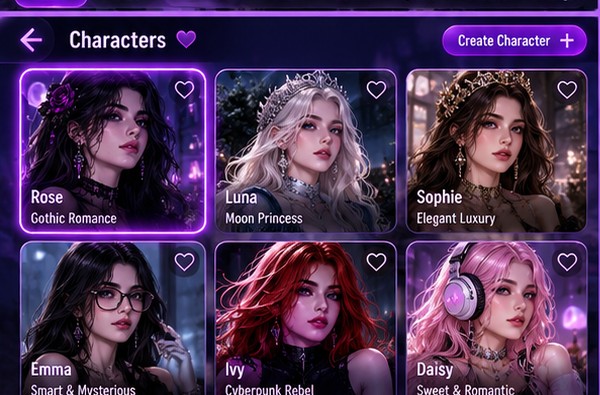 Characters
Create Character +
Rose
Gothic Romance
Luna
Moon Princess
Sophie
Elegant Luxury
Emma
Smart & Mysterious
Ivy
Cyberpunk Rebel
Daisy
Sweet & Romantic